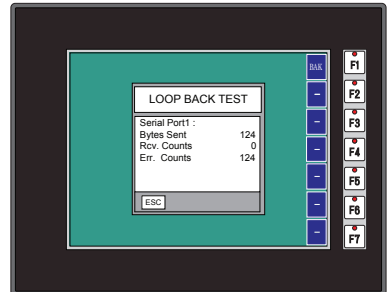 LOOP BACK TEST
Serial Port1 :
Bytes Sent 124
Rcv. Counts 0
Err. Counts 124
ESC
BAK
–
–
–
–
–
–
F1
F2
F3
F4
F5
F6
F7